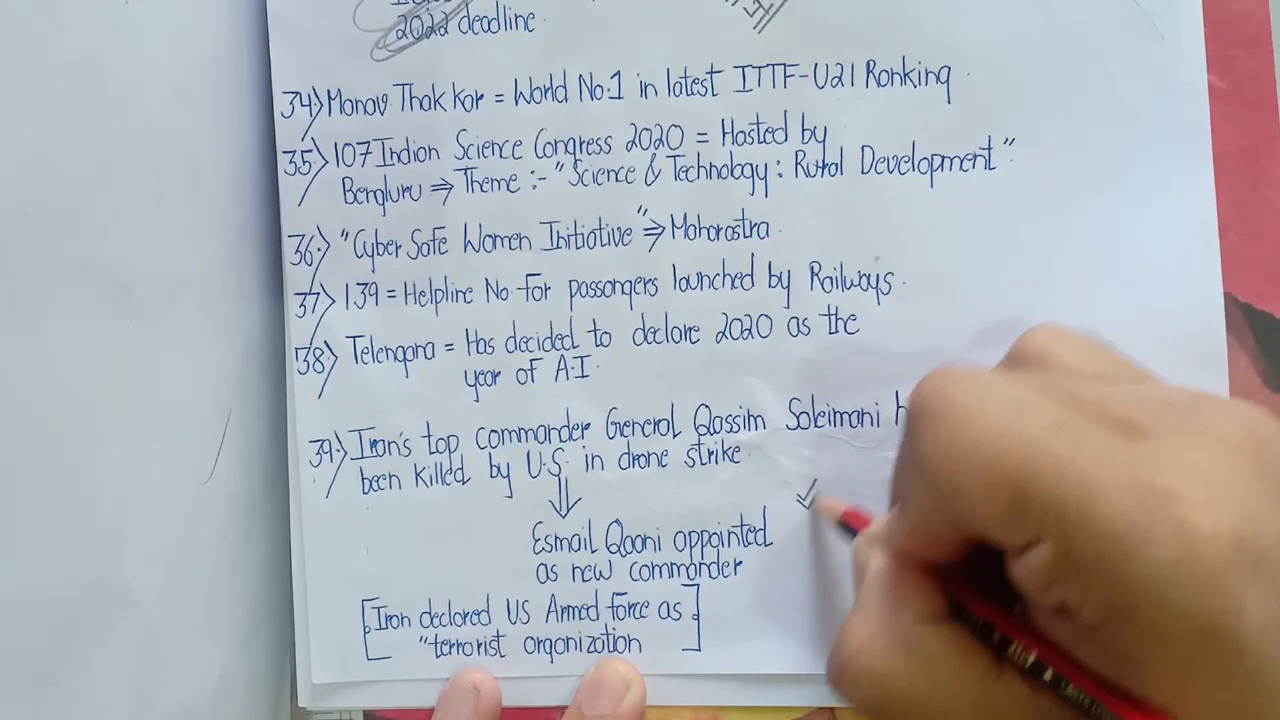 2022 deadline
34) Manav Thakkar = World No.1 in latest ITTF-U21 Ranking.
35) 107 Indian Science Congress 2020 = Hosted by
Bengluru ⇒ Theme :- "Science & Technology: Rural Development"
36) "Cyber Safe Women Initiative" ⇒ Maharastra
37) 139 = Helpline No. for passangers launched by Railways.
38) Telengana = Has decided to declare 2020 as the
year of A.I.
39) Iran's top commander General Qassim Soleimani h
been killed by U.S. in drone strike
⇓
Esmail Qaani appointed
as new commander
[Iran declared US Armed force as
"terrorist organization]